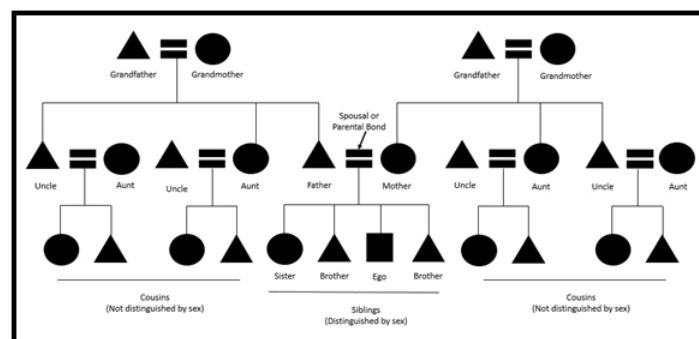 Grandfather Grandmother Grandfather Grandmother
Spousal or
Parental Bond
Uncle Aunt Uncle Aunt Father Mother Uncle Aunt Uncle Aunt
Sister Brother Ego Brother
Cousins
(Not distinguished by sex)
Siblings
(Distinguished by sex)
Cousins
(Not distinguished by sex)